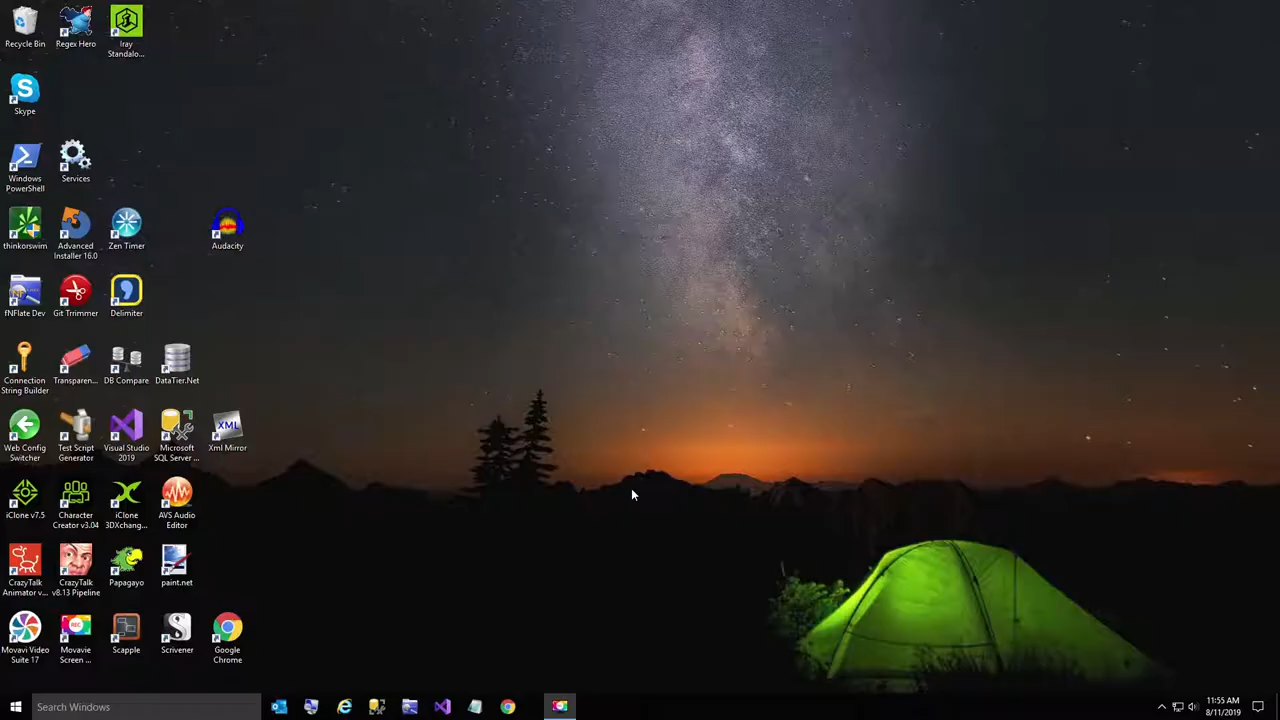 Recycle Bin
Regex Hero
Iray
Standalo...
Skype
Windows
PowerShell
Services
thinkorswim
Advanced
Installer 16.0
Zen Timer
Audacity
fNFlate Dev
Git Trimmer
Delimiter
Connection
String Builder
Transparen...
DB Compare
DataTier.Net
Web Config
Switcher
Test Script
Generator
Visual Studio
2019
Microsoft
SQL Server ...
XML
Xml Mirror
iClone v7.5
Character
Creator v3.04
iClone
3DXchang...
AVS Audio
Editor
CrazyTalk
Animator v...
CrazyTalk
v8.13 Pipeline
Papagayo
paint.net
Movavi Video
Suite 17
REC
Movavie
Screen ...
Scapple
Scrivener
Google
Chrome
Search Windows
11:55 AM
8/11/2019